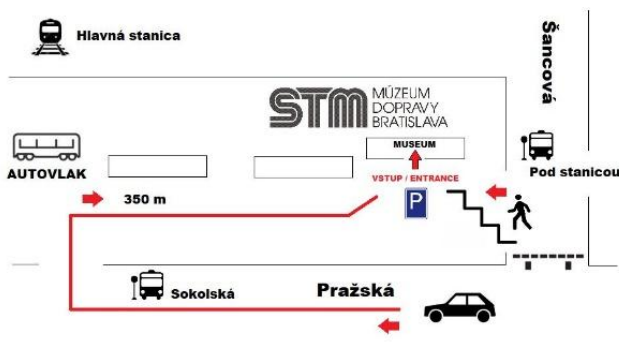 Hlavná stanica
Šancová
STM
MÚZEUM
DOPRAVY
BRATISLAVA
MUSEUM
VSTUP / ENTRANCE
P
Pod stanicou
AUTOVLAK
350 m
Sokolská
Pražská